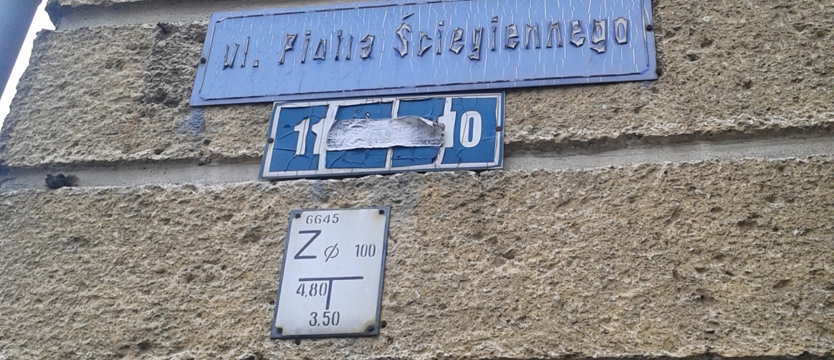 ul. Piotra Ściegiennego
11 10
6645
Z ⌀ 100
4,80
3,50